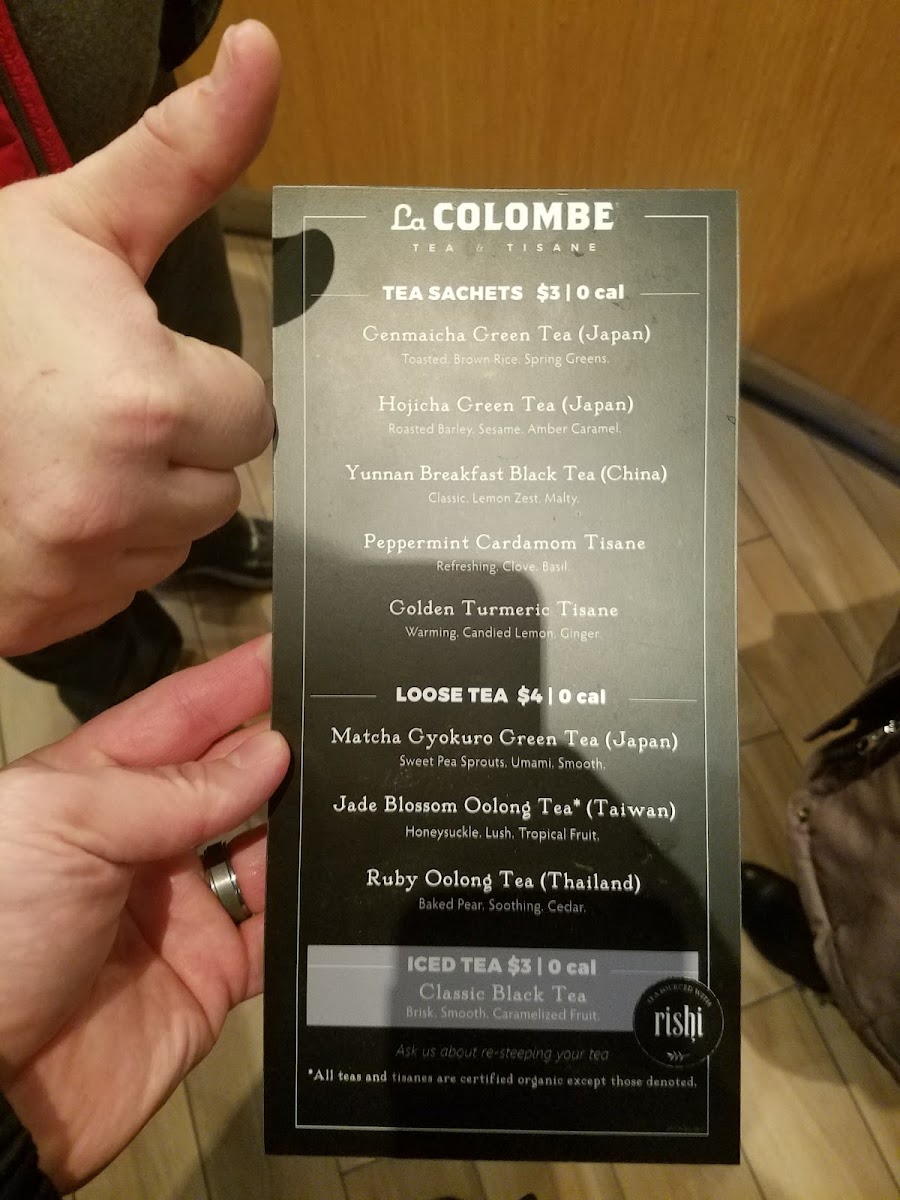 La COLOMBE
TEA & TISANE
TEA SACHETS $3 | 0 cal
Genmaicha Green Tea (Japan)
Toasted. Brown Rice. Spring Greens.
Hojicha Green Tea (Japan)
Roasted Barley. Sesame. Amber Caramel.
Yunnan Breakfast Black Tea (China)
Classic. Lemon Zest. Malty.
Peppermint Cardamom Tisane
Refreshing. Clove. Basil.
Golden Turmeric Tisane
Warming. Candied Lemon. Ginger.
LOOSE TEA $4 | 0 cal
Matcha Gyokuro Green Tea (Japan)
Sweet Pea Sprouts. Umami. Smooth.
Jade Blossom Oolong Tea* (Taiwan)
Honeysuckle. Lush. Tropical Fruit.
Ruby Oolong Tea (Thailand)
Baked Pear. Soothing. Cedar.
ICED TEA $3 | 0 cal
Classic Black Tea
Brisk. Smooth. Caramelized Fruit.
TEA SOURCED WITH
rishi
Ask us about re-steeping your tea
*All teas and tisanes are certified organic except those denoted.